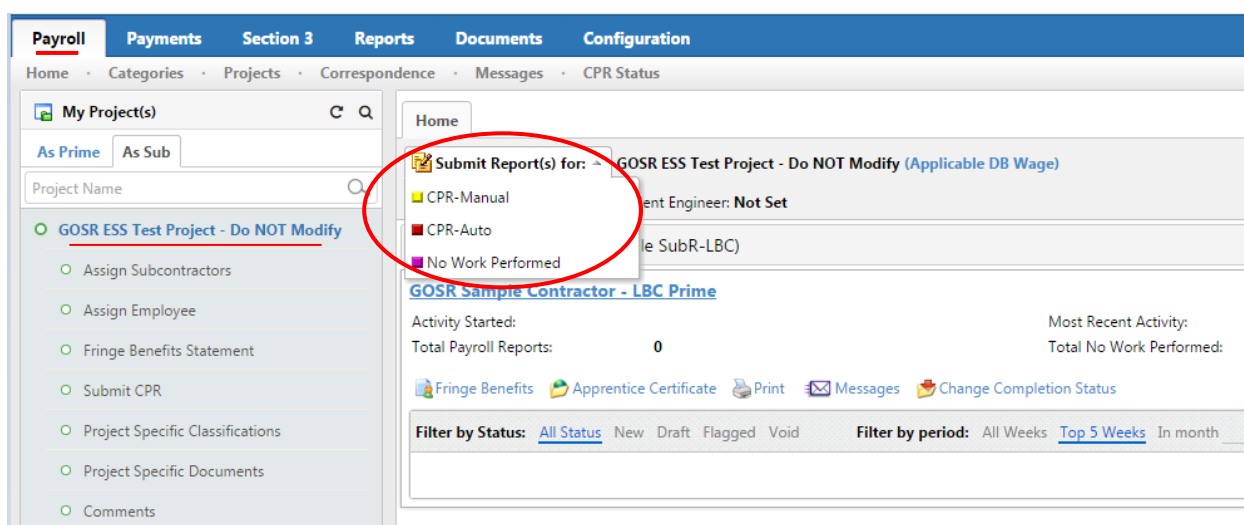 Payroll Payments Section 3 Reports Documents Configuration
Home · Categories · Projects · Correspondence · Messages · CPR Status
My Project(s)
As Prime As Sub
Project Name
GOSR ESS Test Project - Do NOT Modify
Assign Subcontractors
Assign Employee
Fringe Benefits Statement
Submit CPR
Project Specific Classifications
Project Specific Documents
Comments
Home
Submit Report(s) for: GOSR ESS Test Project - Do NOT Modify (Applicable DB Wage)
CPR-Manual
CPR-Auto
No Work Performed
ent Engineer: Not Set
le SubR-LBC)
GOSR Sample Contractor - LBC Prime
Activity Started: Most Recent Activity:
Total Payroll Reports: 0 Total No Work Performed:
Fringe Benefits Apprentice Certificate Print Messages Change Completion Status
Filter by Status: All Status New Draft Flagged Void Filter by period: All Weeks Top 5 Weeks In month